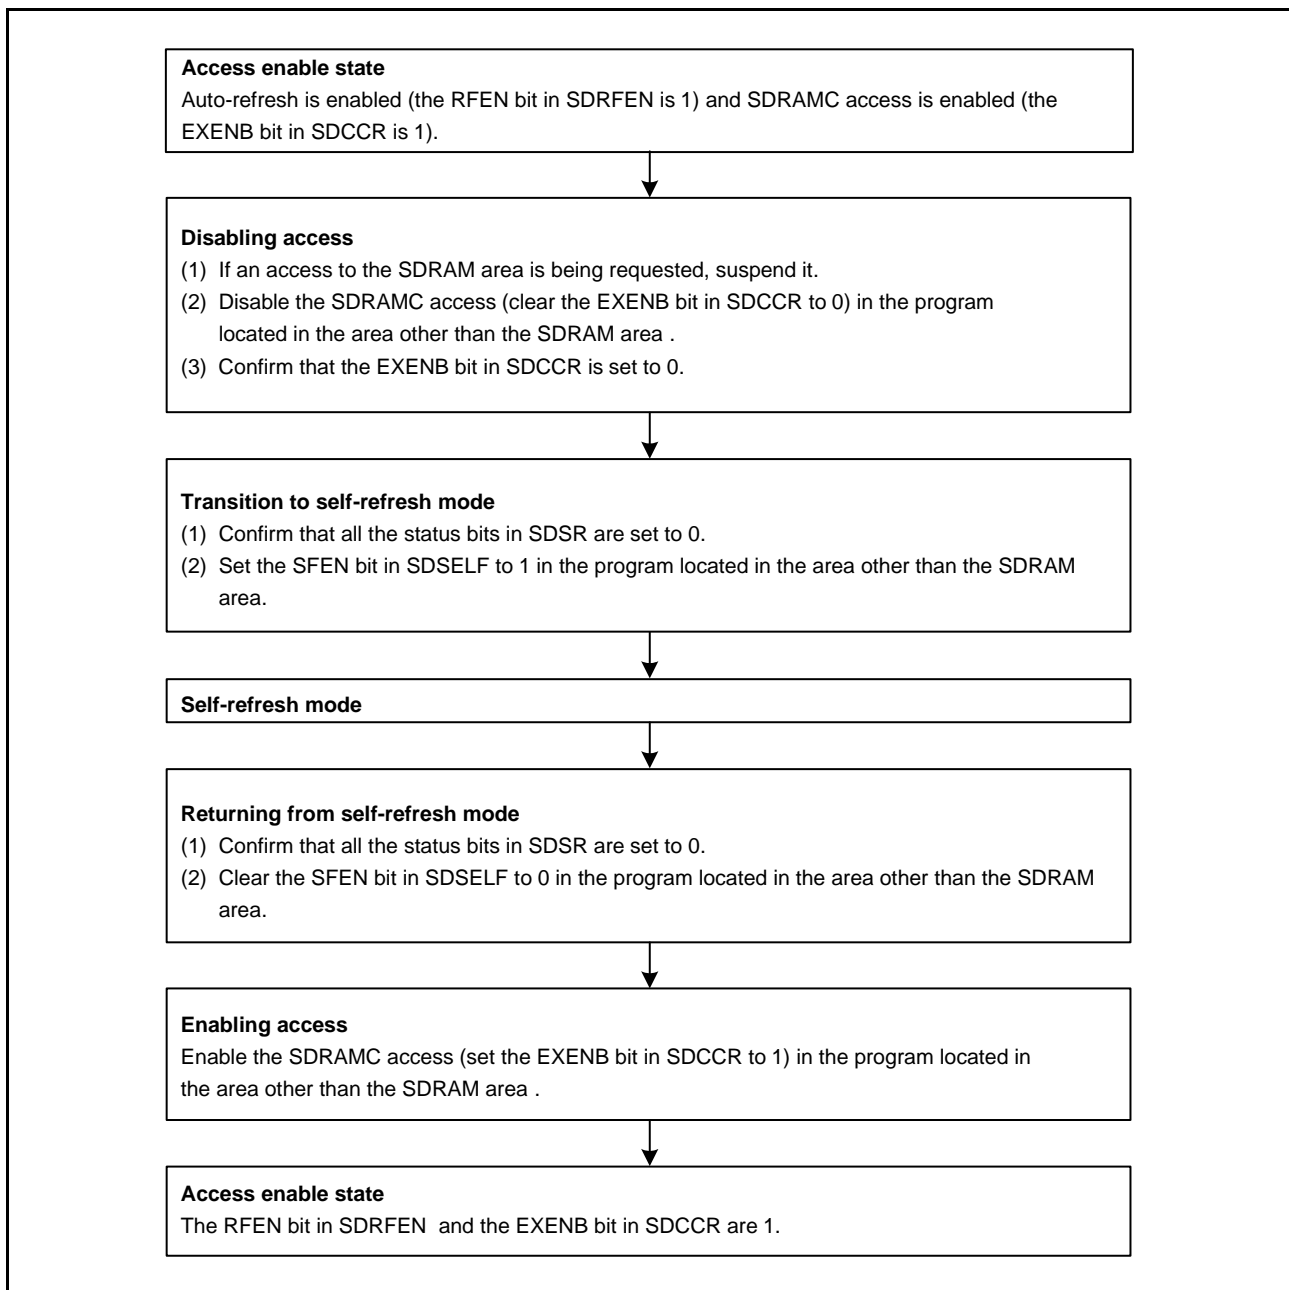 Access enable state
Auto-refresh is enabled (the RFEN bit in SDRFEN is 1) and SDRAMC access is enabled (the
EXENB bit in SDCCR is 1).
Disabling access
(1) If an access to the SDRAM area is being requested, suspend it.
(2) Disable the SDRAMC access (clear the EXENB bit in SDCCR to 0) in the program
located in the area other than the SDRAM area .
(3) Confirm that the EXENB bit in SDCCR is set to 0.
Transition to self-refresh mode
(1) Confirm that all the status bits in SDSR are set to 0.
(2) Set the SFEN bit in SDSELF to 1 in the program located in the area other than the SDRAM
area.
Self-refresh mode
Returning from self-refresh mode
(1) Confirm that all the status bits in SDSR are set to 0.
(2) Clear the SFEN bit in SDSELF to 0 in the program located in the area other than the SDRAM
area.
Enabling access
Enable the SDRAMC access (set the EXENB bit in SDCCR to 1) in the program located in
the area other than the SDRAM area .
Access enable state
The RFEN bit in SDRFEN  and the EXENB bit in SDCCR are 1.